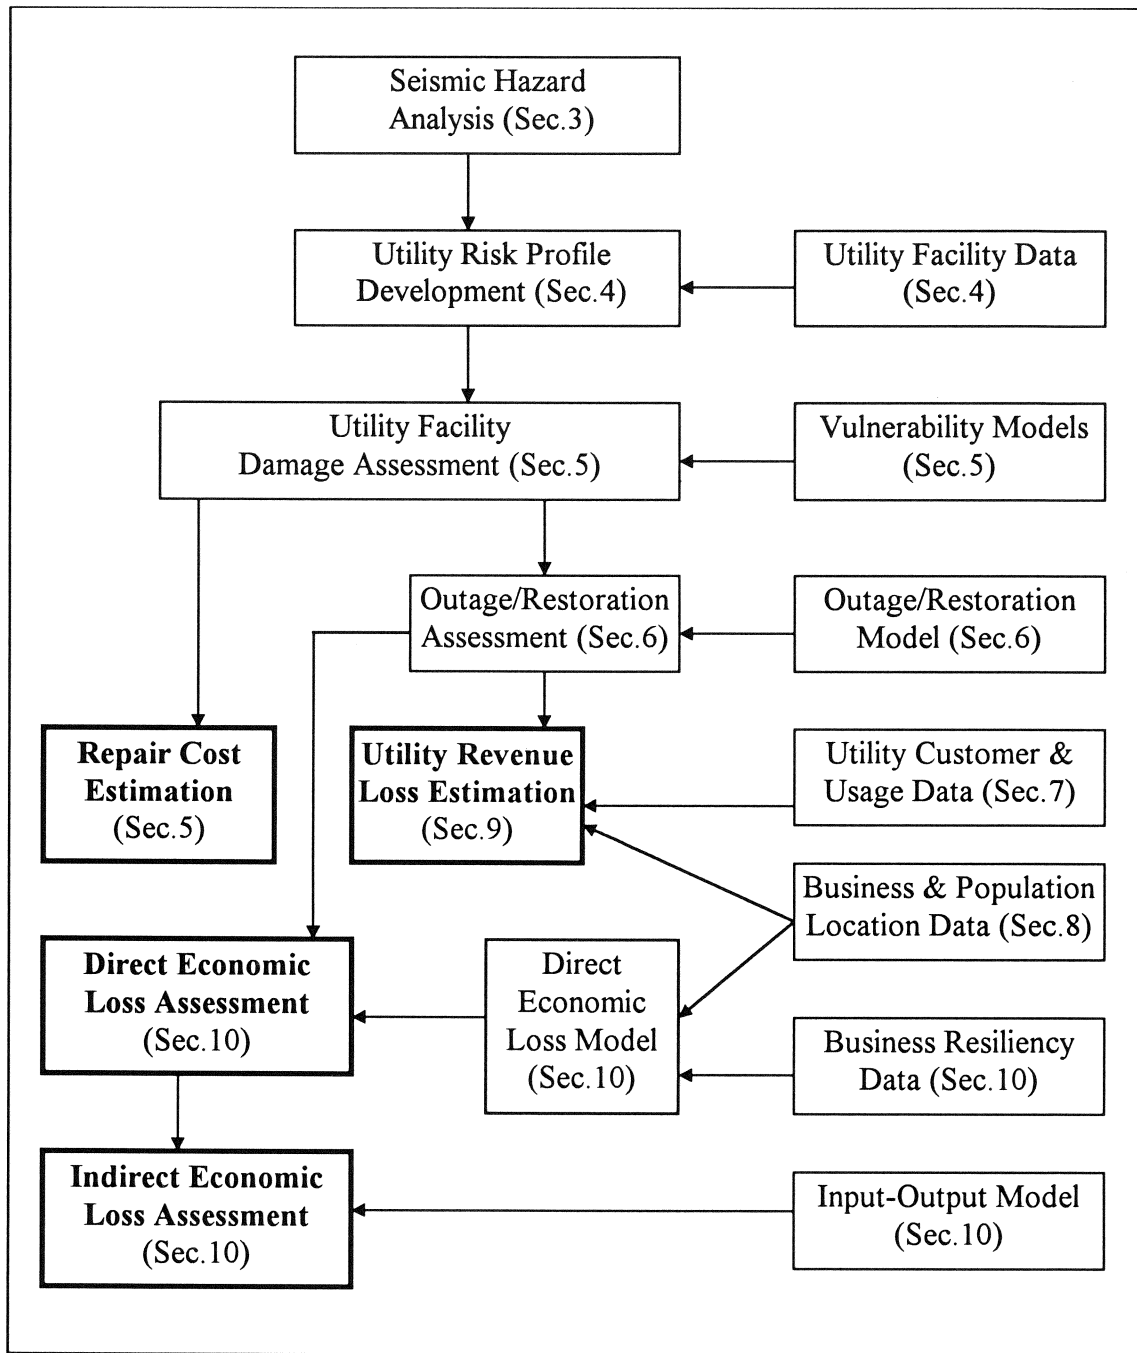 Seismic Hazard
Analysis (Sec.3)
Utility Risk Profile
Development (Sec.4)
Utility Facility Data
(Sec.4)
Utility Facility
Damage Assessment (Sec.5)
Vulnerability Models
(Sec.5)
Outage/Restoration
Assessment (Sec.6)
Outage/Restoration
Model (Sec.6)
Repair Cost
Estimation
(Sec.5)
Utility Revenue
Loss Estimation
(Sec.9)
Utility Customer &
Usage Data (Sec.7)
Business & Population
Location Data (Sec.8)
Direct Economic
Loss Assessment
(Sec.10)
Direct
Economic
Loss Model
(Sec.10)
Business Resiliency
Data (Sec.10)
Indirect Economic
Loss Assessment
(Sec.10)
Input-Output Model
(Sec.10)